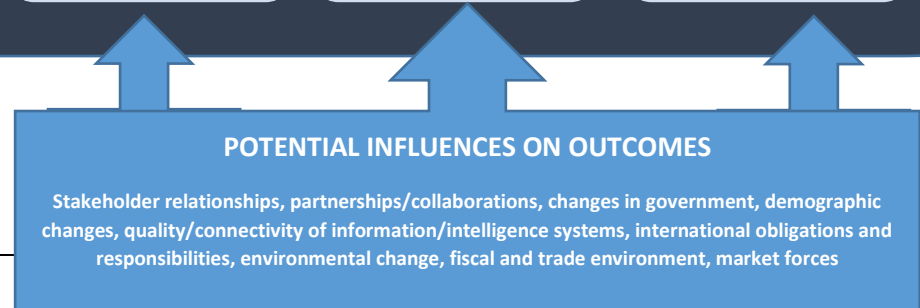 POTENTIAL INFLUENCES ON OUTCOMES
Stakeholder relationships, partnerships/collaborations, changes in government, demographic
changes, quality/connectivity of information/intelligence systems, international obligations and
responsibilities, environmental change, fiscal and trade environment, market forces